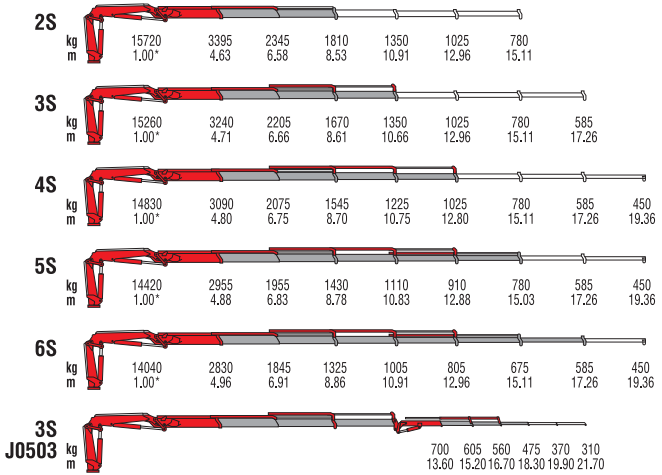 2S
kg 15720 3395 2345 1810 1350 1025 780
m 1.00* 4.63 6.58 8.53 10.91 12.96 15.11
3S
kg 15260 3240 2205 1670 1350 1025 780 585
m 1.00* 4.71 6.66 8.61 10.66 12.96 15.11 17.26
4S
kg 14830 3090 2075 1545 1225 1025 780 585 450
m 1.00* 4.80 6.75 8.70 10.75 12.80 15.11 17.26 19.36
5S
kg 14420 2955 1955 1430 1110 910 780 585 450
m 1.00* 4.88 6.83 8.78 10.83 12.88 15.03 17.26 19.36
6S
kg 14040 2830 1845 1325 1005 805 675 585 450
m 1.00* 4.96 6.91 8.86 10.91 12.96 15.11 17.26 19.36
3S
J0503 kg 700 605 560 475 370 310
m 13.60 15.20 16.70 18.30 19.90 21.70